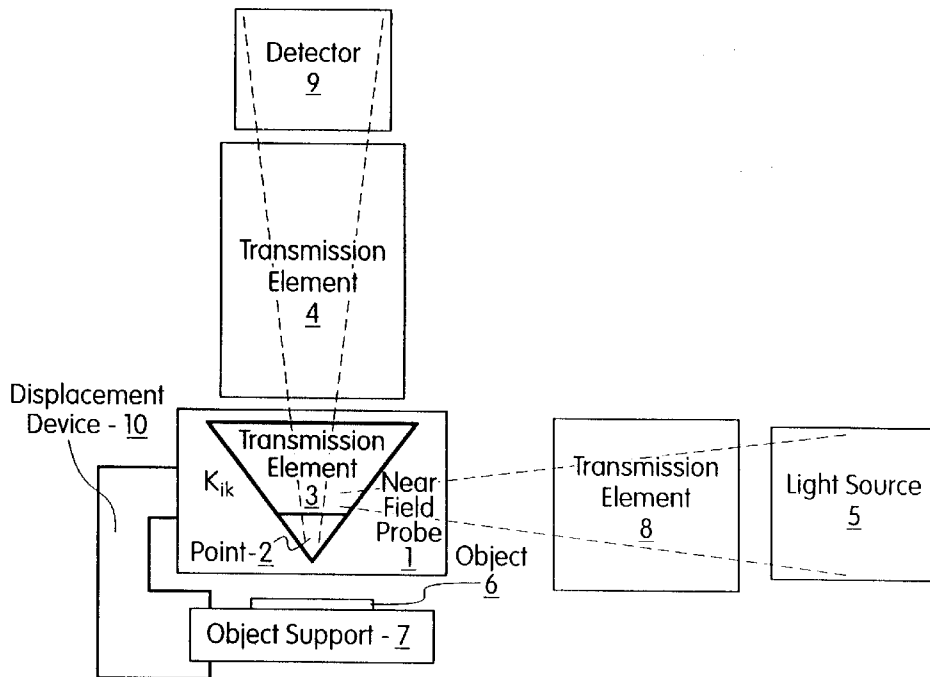 Detector
9
Transmission
Element
4
Displacement
Device - 10
Transmission
Element
3
K_ik
Near
Field
Probe
1
Point-2
Object
6
Object Support - 7
Transmission
Element
8
Light Source
5